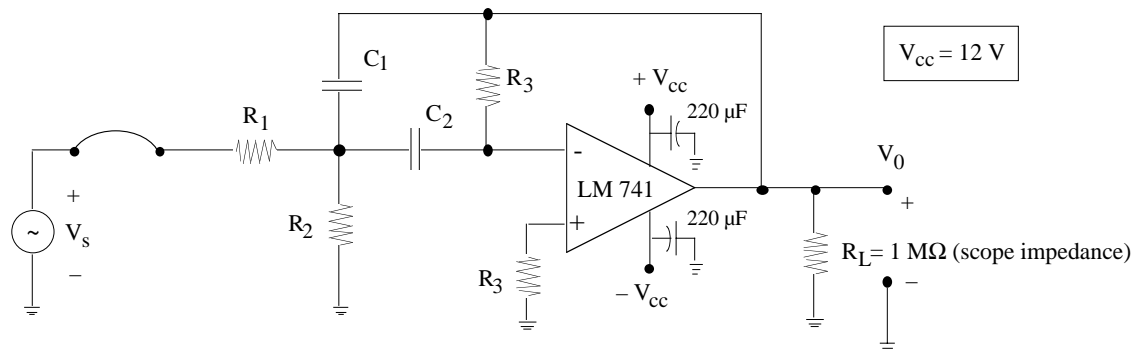 V_cc = 12 V
C_1
R_3
+ V_cc
220 µF
C_2
R_1
-
V_0
LM 741
+
+
~
V_s
R_2
+
220 µF
R_L = 1 MΩ (scope impedance)
−
R_3
− V_cc
−